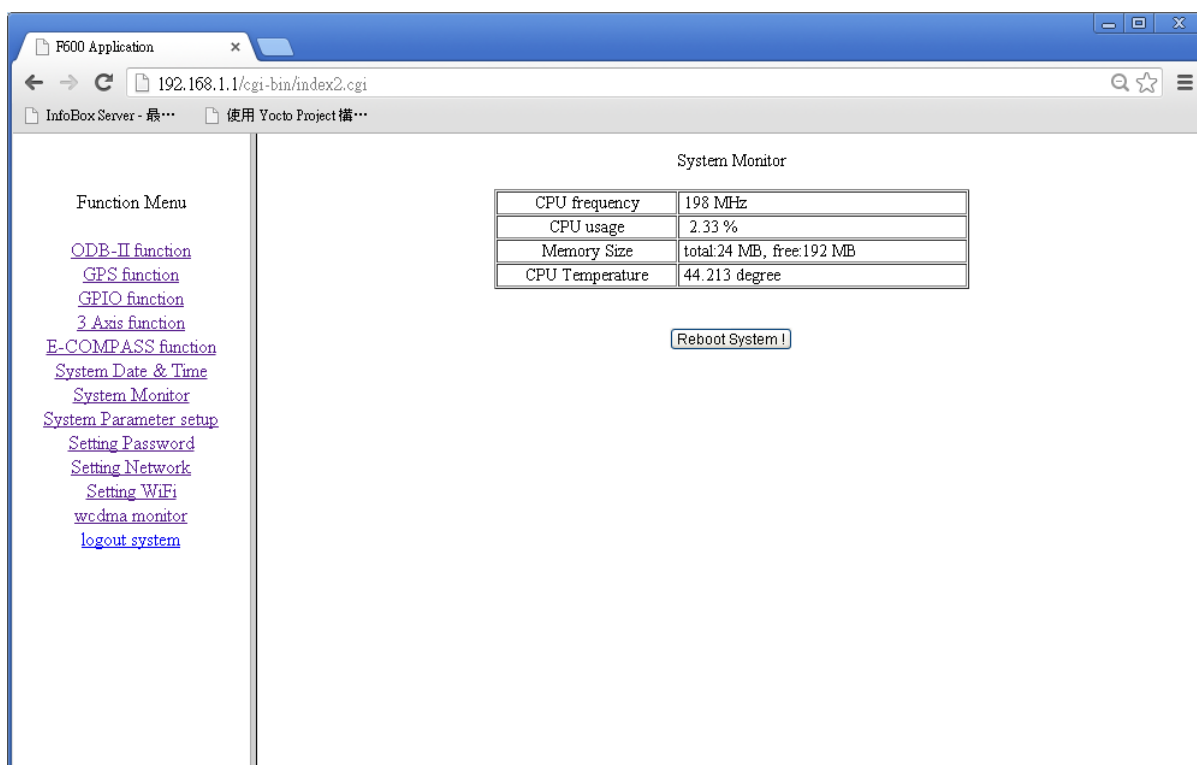 F600 Application
192.168.1.1/cgi-bin/index2.cgi
InfoBox Server - 最… 使用 Yocto Project 構…
Function Menu
ODB-II function
GPS function
GPIO function
3 Axis function
E-COMPASS function
System Date & Time
System Monitor
System Parameter setup
Setting Password
Setting Network
Setting WiFi
wcdma monitor
logout system
System Monitor
CPU frequency 198 MHz
CPU usage 2.33 %
Memory Size total:24 MB, free:192 MB
CPU Temperature 44.213 degree
Reboot System !